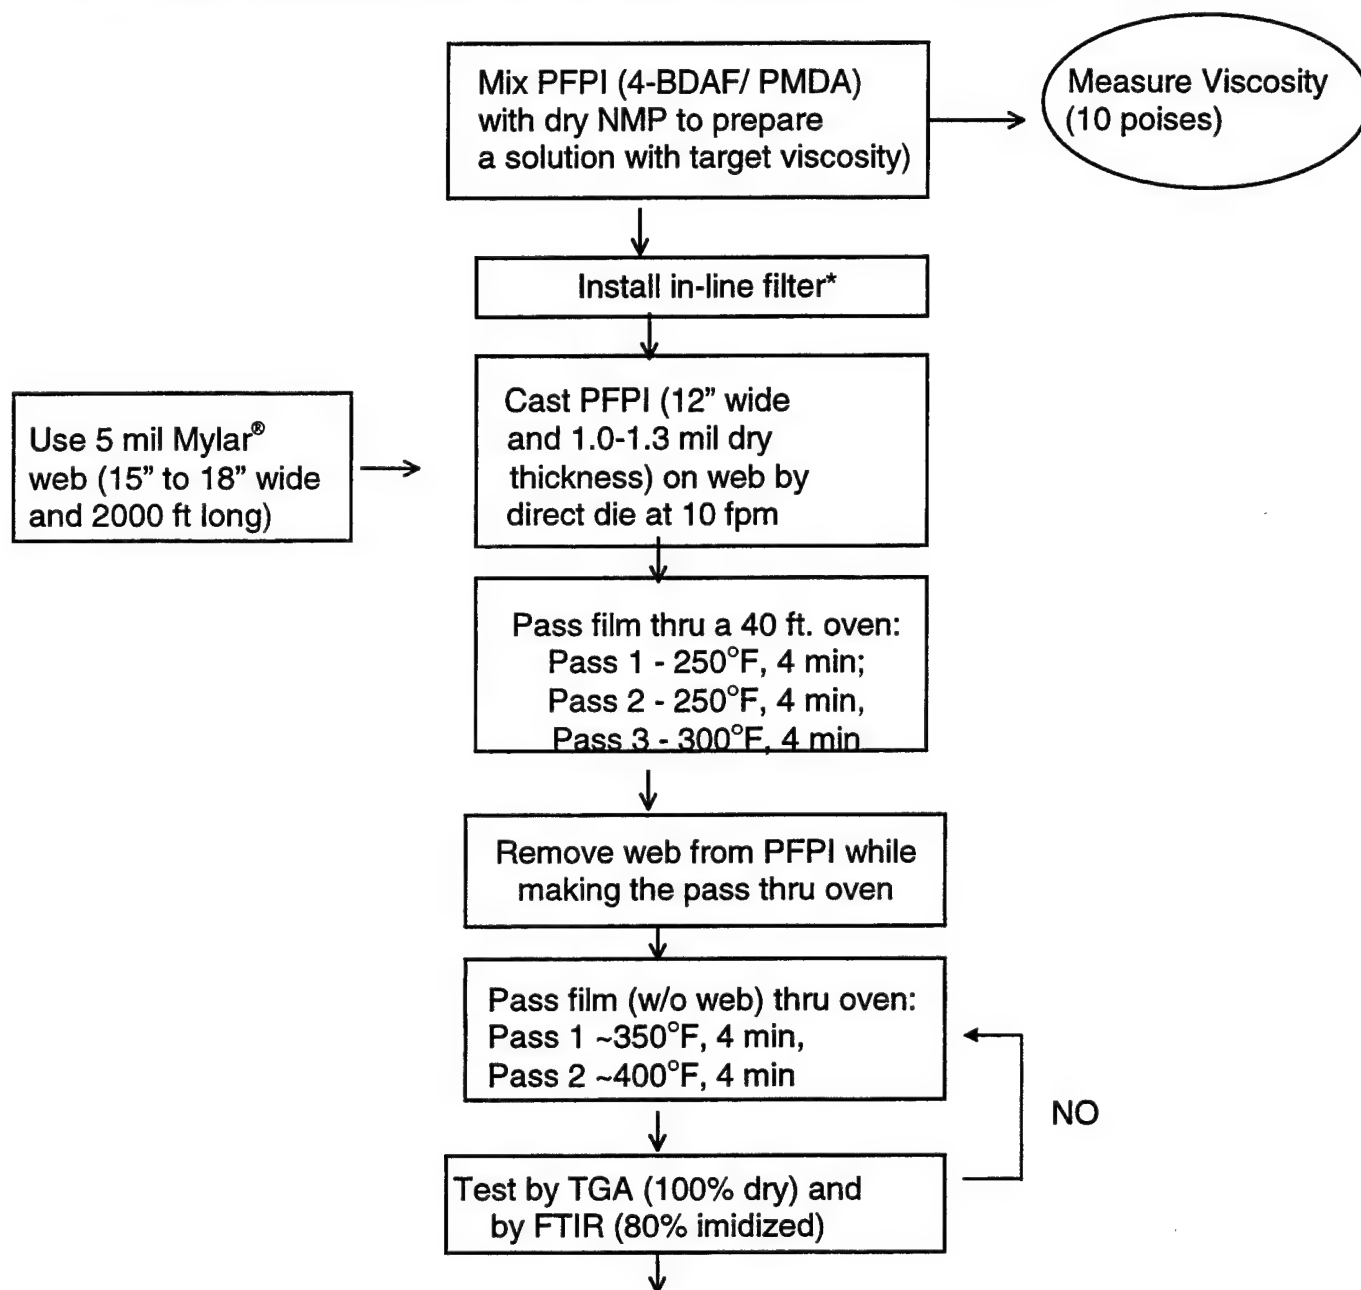 Mix PFPI (4-BDAF/ PMDA)
with dry NMP to prepare
a solution with target viscosity)
Measure Viscosity
(10 poises)
Install in-line filter*
Use 5 mil Mylar®
web (15” to 18” wide
and 2000 ft long)
Cast PFPI (12” wide
and 1.0-1.3 mil dry
thickness) on web by
direct die at 10 fpm
Pass film thru a 40 ft. oven:
Pass 1 - 250°F, 4 min;
Pass 2 - 250°F, 4 min,
Pass 3 - 300°F, 4 min
Remove web from PFPI while
making the pass thru oven
Pass film (w/o web) thru oven:
Pass 1 ~350°F, 4 min,
Pass 2 ~400°F, 4 min
NO
Test by TGA (100% dry) and
by FTIR (80% imidized)